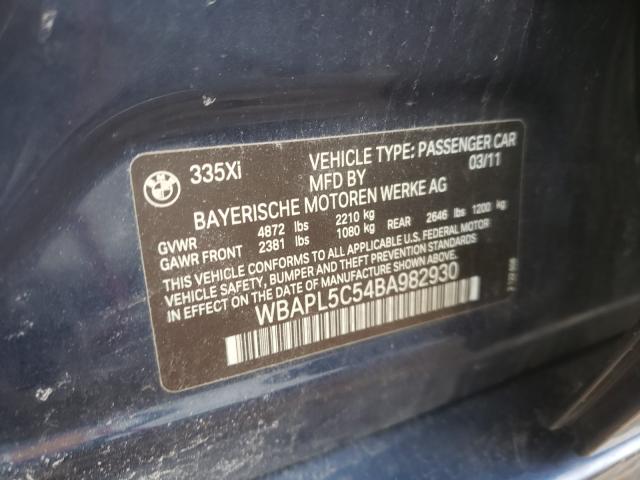 BMW
335Xi
VEHICLE TYPE: PASSENGER CAR
MFD BY 03/11
BAYERISCHE MOTOREN WERKE AG
GVWR 4872 lbs 2210 kg
GAWR FRONT 2381 lbs 1080 kg REAR 2646 lbs 1200 kg
THIS VEHICLE CONFORMS TO ALL APPLICABLE U.S. FEDERAL MOTOR
VEHICLE SAFETY, BUMPER AND THEFT PREVENTION STANDARDS
IN EFFECT ON THE DATE OF MANUFACTURE SHOWN ABOVE.
WBAPL5C54BA982930